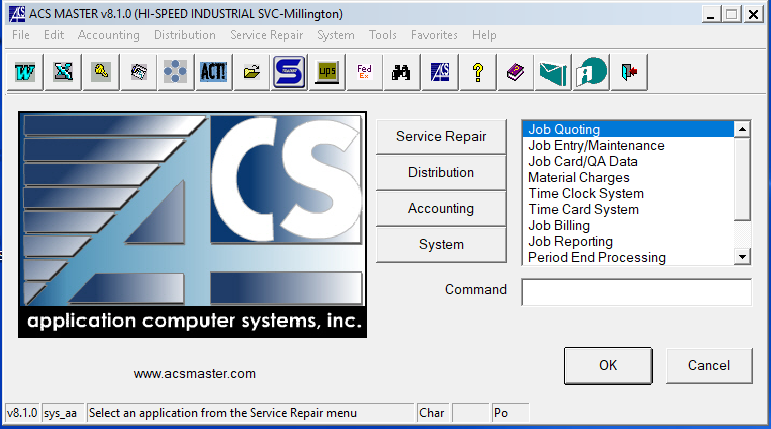 ACS MASTER v8.1.0 (HI-SPEED INDUSTRIAL SVC-Millington)
File Edit Accounting Distribution Service Repair System Tools Favorites Help
W X ACT! S ups Fed Ex ACS ?
ACS
application computer systems, inc.
www.acsmaster.com
Service Repair
Distribution
Accounting
System
Job Quoting
Job Entry/Maintenance
Job Card/QA Data
Material Charges
Time Clock System
Time Card System
Job Billing
Job Reporting
Period End Processing
Command
OK Cancel
v8.1.0 sys_aa Select an application from the Service Repair menu Char Po